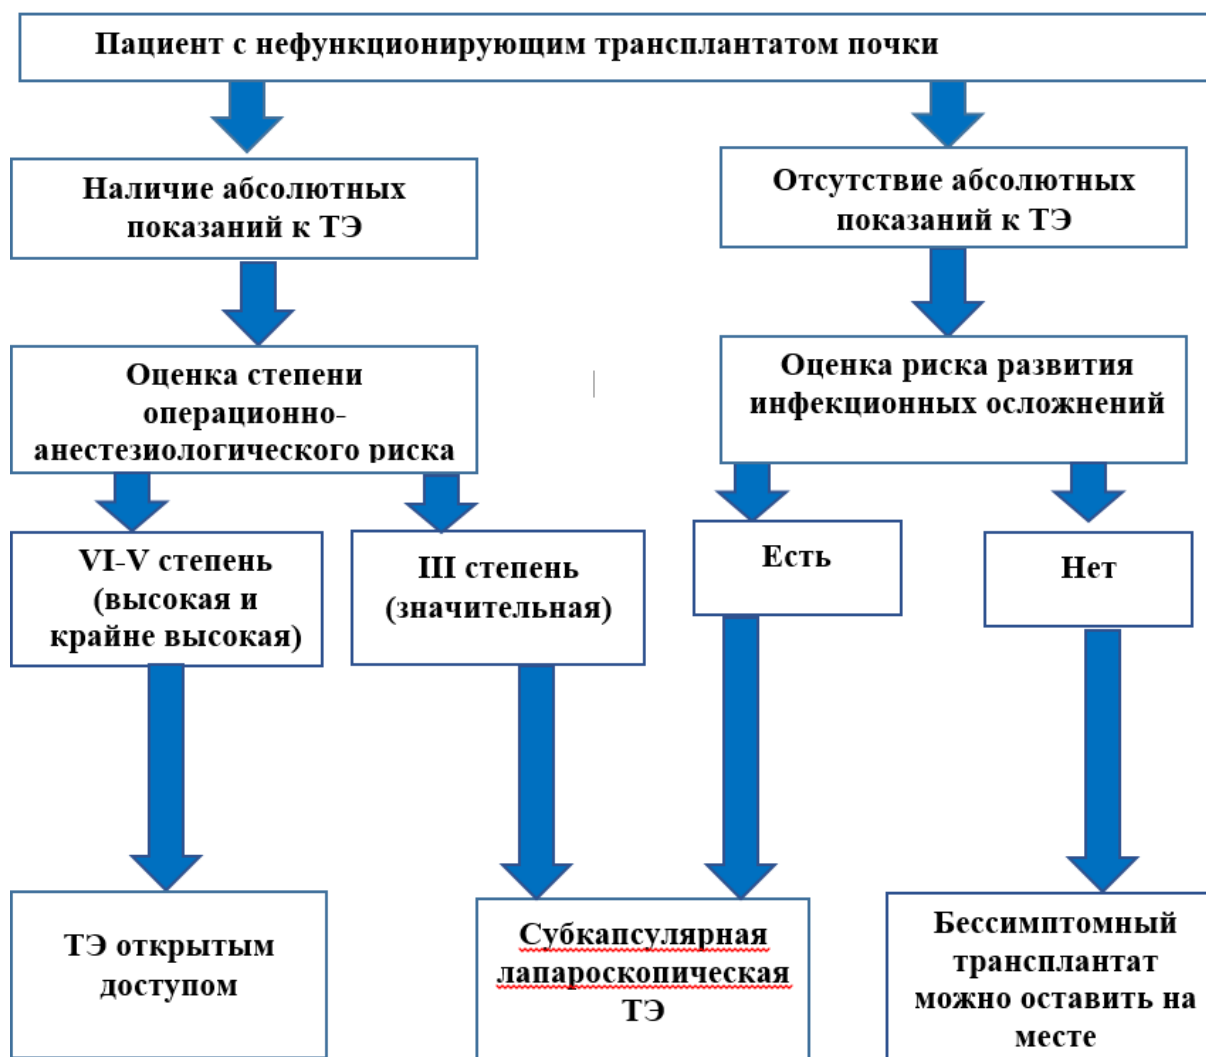 Пациент с нефункционирующим трансплантатом почки
Наличие абсолютных
показаний к ТЭ
Отсутствие абсолютных
показаний к ТЭ
Оценка степени
операционно-
анестезиологического риска
Оценка риска развития
инфекционных осложнений
VI-V степень
(высокая и
крайне высокая)
III степень
(значительная)
Есть
Нет
ТЭ открытым
доступом
Субкапсулярная
лапароскопическая
ТЭ
Бессимптомный
трансплантат
можно оставить на
месте